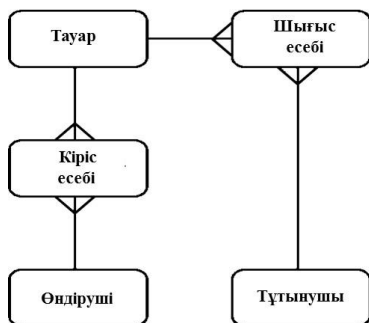 Тауар
Шығыс
есебі
Кіріс
есебі
Өндіруші
Тұтынушы